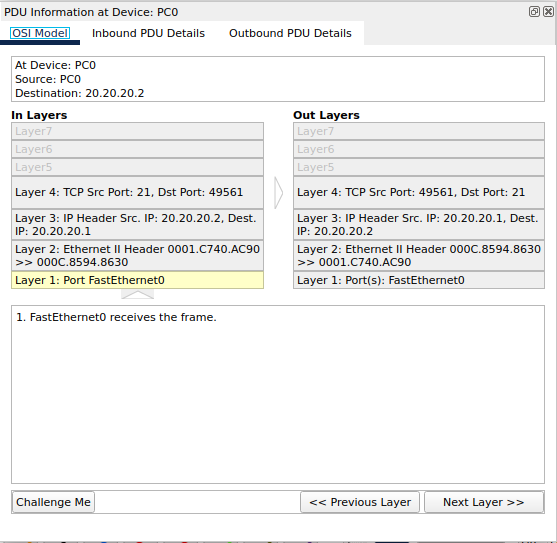 PDU Information at Device: PC0
OSI Model Inbound PDU Details Outbound PDU Details
At Device: PC0
Source: PC0
Destination: 20.20.20.2
In Layers
Layer7
Layer6
Layer5
Layer 4: TCP Src Port: 21, Dst Port: 49561
Layer 3: IP Header Src. IP: 20.20.20.2, Dest.
IP: 20.20.20.1
Layer 2: Ethernet II Header 0001.C740.AC90
>> 000C.8594.8630
Layer 1: Port FastEthernet0
Out Layers
Layer7
Layer6
Layer5
Layer 4: TCP Src Port: 49561, Dst Port: 21
Layer 3: IP Header Src. IP: 20.20.20.1, Dest.
IP: 20.20.20.2
Layer 2: Ethernet II Header 000C.8594.8630
>> 0001.C740.AC90
Layer 1: Port(s): FastEthernet0
1. FastEthernet0 receives the frame.
Challenge Me << Previous Layer Next Layer >>